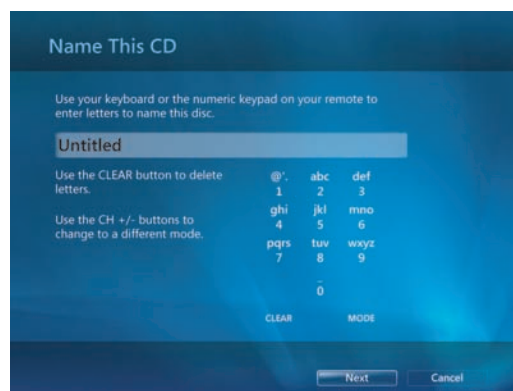 Name This CD
Use your keyboard or the numeric keypad on your remote to
enter letters to name this disc.
Untitled
Use the CLEAR button to delete
letters.
Use the CH +/- buttons to
change to a different mode.
@'. abc def
1 2 3
ghi jkl mno
4 5 6
pqrs tuv wxyz
7 8 9
_
0
CLEAR MODE
Next Cancel